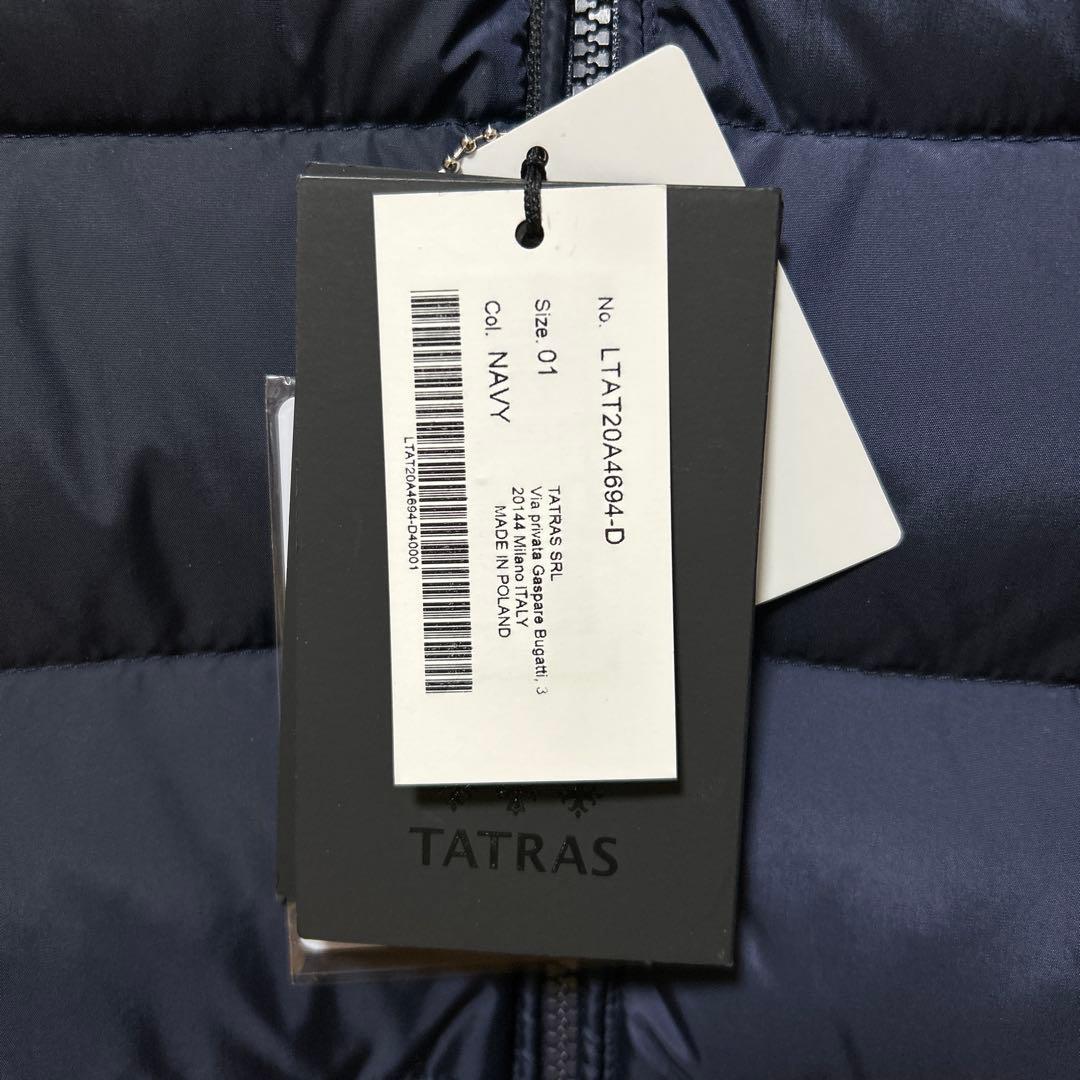 No. LTAT20A4694-D
Size. 01
Col. NAVY
TATRAS SRL
Via privata Gaspare Bugatti, 3
20144 Milano ITALY
MADE IN POLAND
LTAT20A4694-D40001
TATRAS